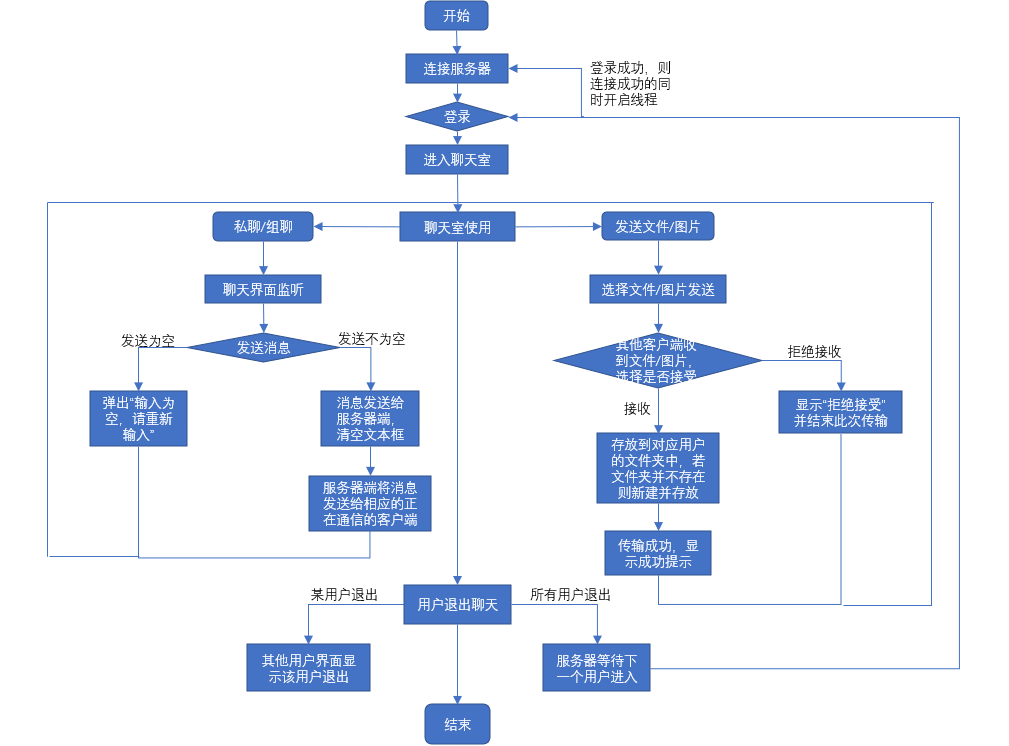 开始
连接服务器
登录成功，则
连接成功的同
时开启线程
登录
进入聊天室
私聊/组聊
聊天室使用
发送文件/图片
聊天界面监听
选择文件/图片发送
发送为空
发送消息
发送不为空
其他客户端收
到文件/图片，
选择是否接受
拒绝接收
弹出“输入为
空，请重新
输入”
消息发送给
服务器端，
清空文本框
接收
显示“拒绝接受”
并结束此次传输
存放到对应用户
的文件夹中，若
文件夹并不存在
则新建并存放
服务器端将消息
发送给相应的正
在通信的客户端
传输成功，显
示成功提示
某用户退出
用户退出聊天
所有用户退出
其他用户界面显
示该用户退出
服务器等待下
一个用户进入
结束